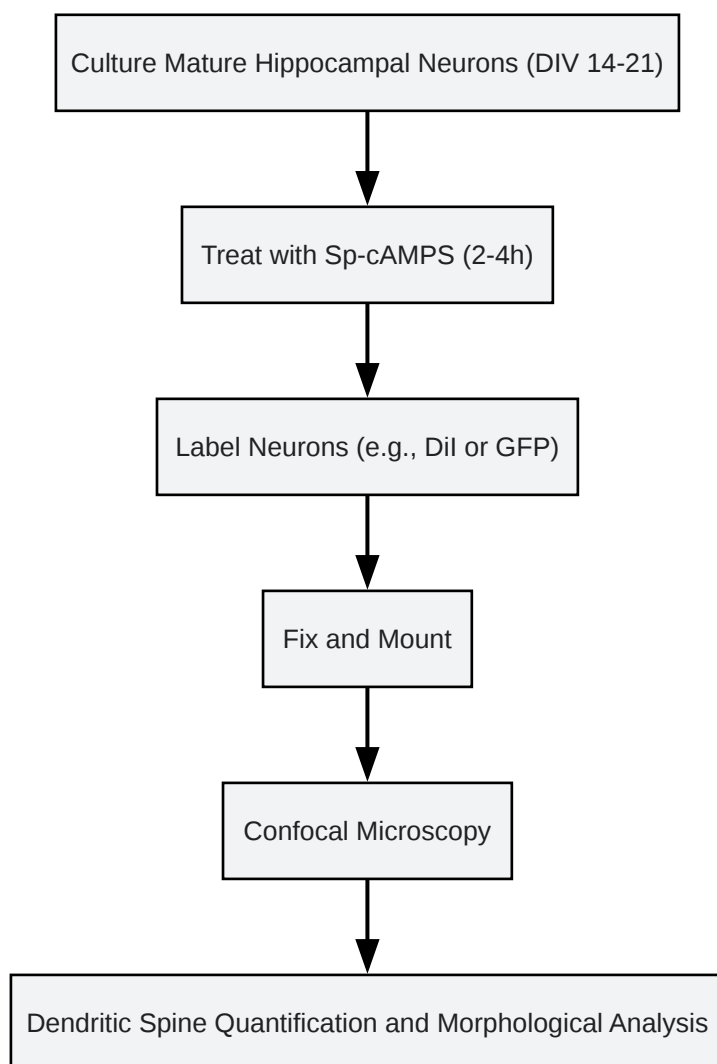 Culture Mature Hippocampal Neurons (DIV 14-21)
Treat with Sp-cAMPS (2-4h)
Label Neurons (e.g., DiI or GFP)
Fix and Mount
Confocal Microscopy
Dendritic Spine Quantification and Morphological Analysis